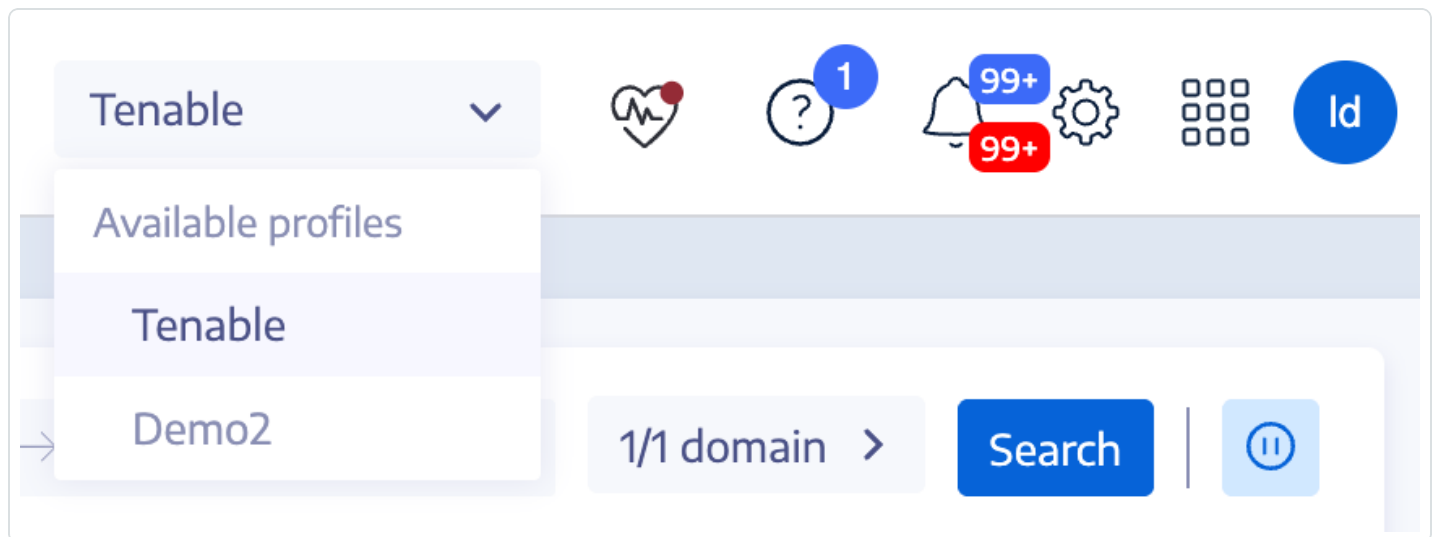 Tenable
?
1
99+
99+
Id
Available profiles
Tenable
Demo2
1/1 domain
Search